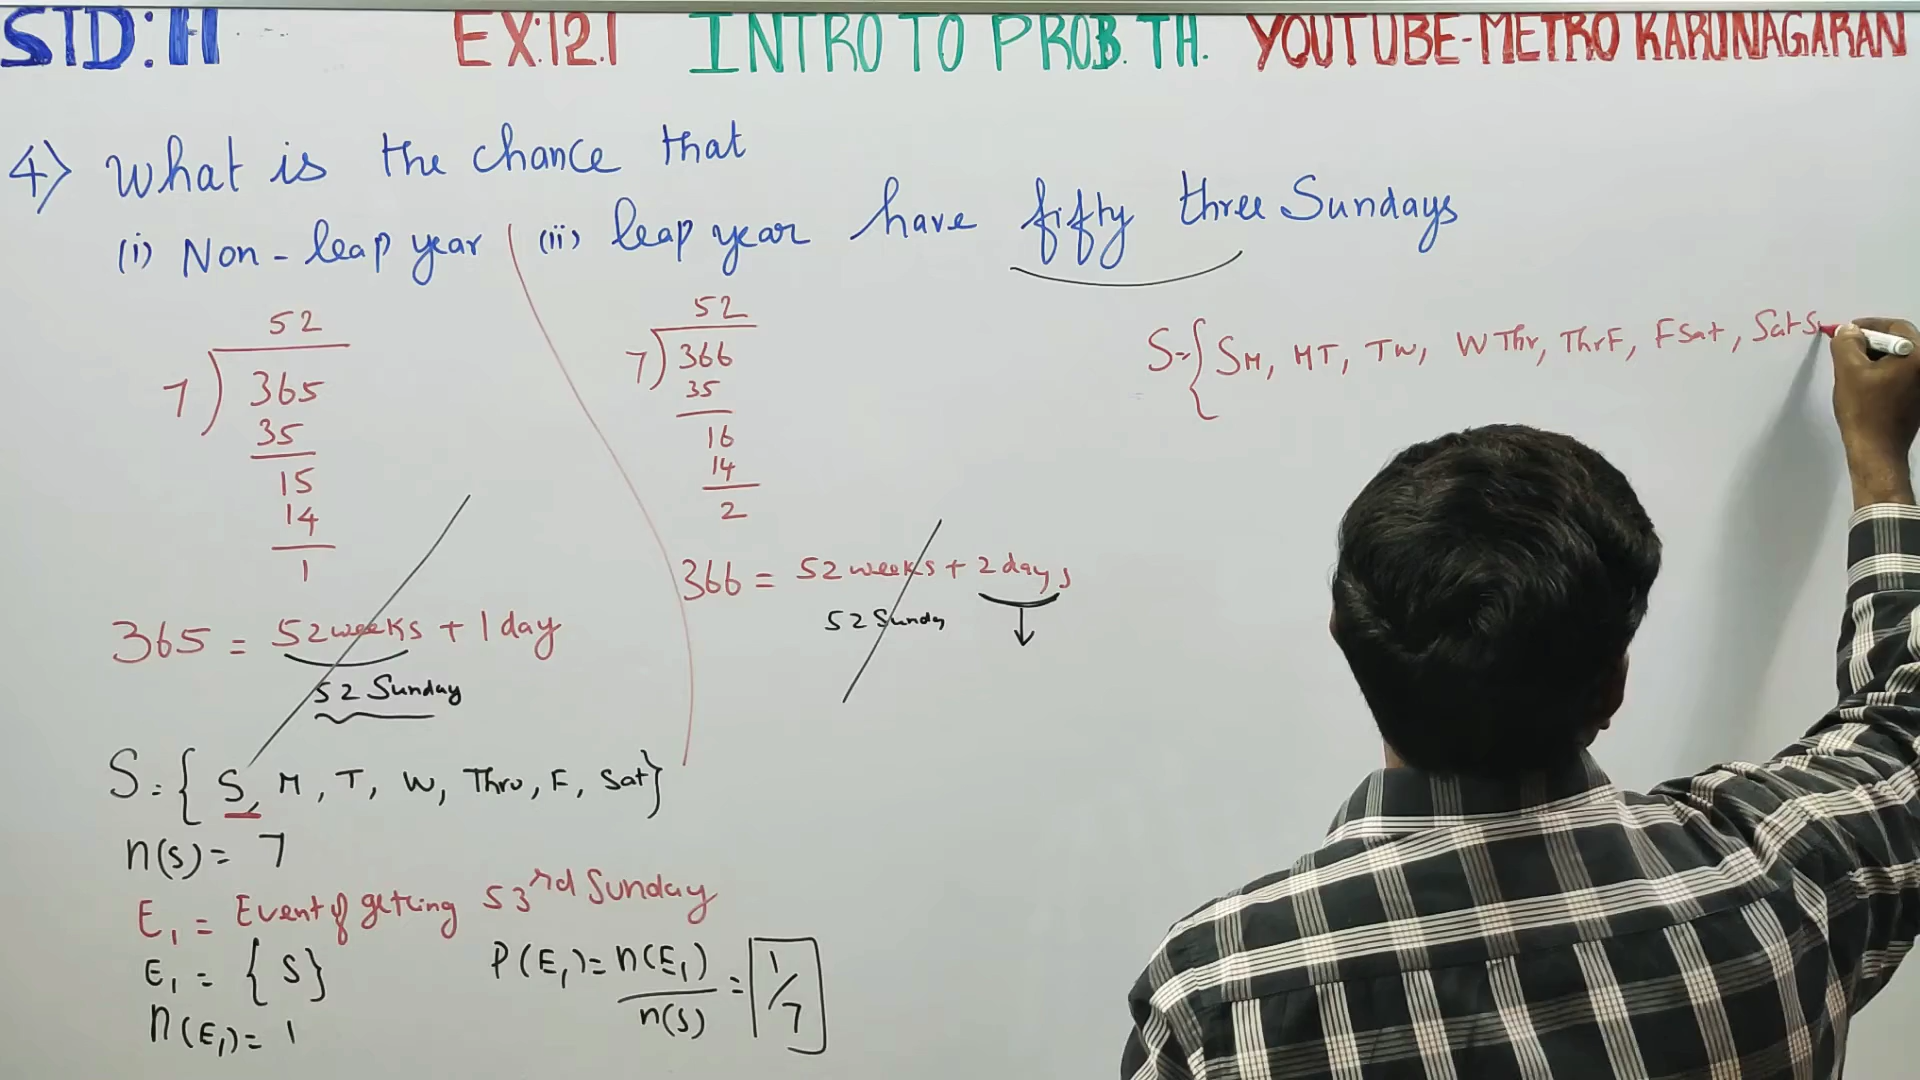 STD: 11 EX:12.1 INTRO TO PROB. TH. YOUTUBE-METRO KARUNAGARAN
4) What is the chance that
(i) Non-leap year (ii) leap year have fifty three Sundays
52
7)365
35
15
14
1
365 = 52 weeks + 1 day
52 Sunday
S = { S, M, T, W, Thru, F, Sat}
n(s) = 7
E1 = Event of getting 53rd Sunday
E1 = {S}
n(E1) = 1
P(E1) = n(E1)/n(s) = 1/7
52
7)366
35
16
14
2
366 = 52 weeks + 2 days
52 Sunday
S = { SM, MT, TW, WThr, ThrF, FSat, SatS